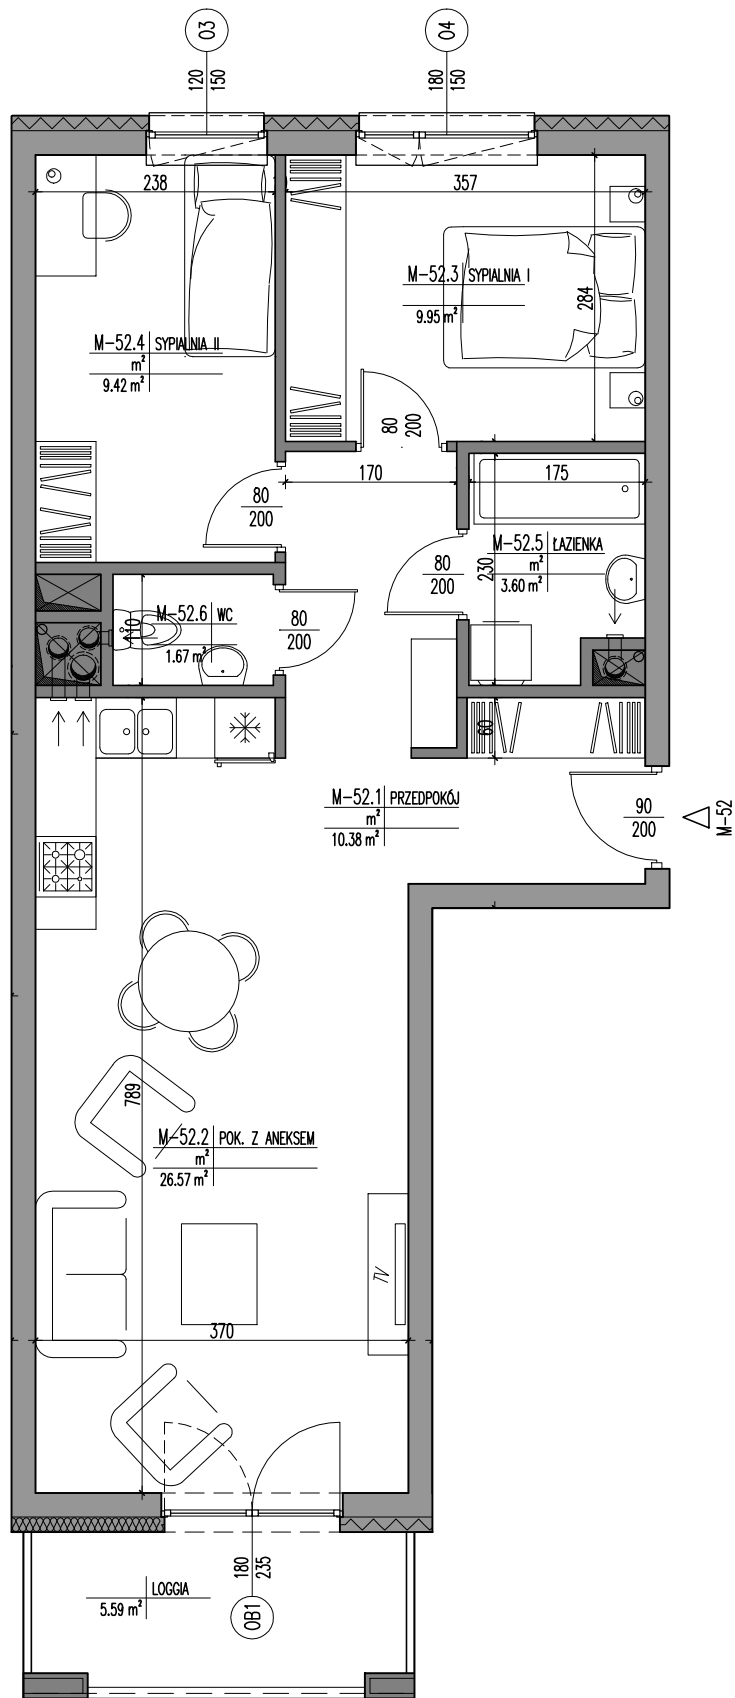 03
04
120
150
180
150
238
357
M-52.3 SYPIALNIA I
9.95 m²
284
M-52.4 SYPIALNIA II
m²
9.42 m²
80
200
170
175
80
200
M-52.5 ŁAZIENKA
m²
3.60 m²
230
80
200
M-52.6 WC
1.67 m²
110
80
200
60
M-52.1 PRZEDPOKÓJ
m²
10.38 m²
90
200
M-52
789
M-52.2 POK. Z ANEKSEM
m²
26.57 m²
TV
370
180
235
LOGGIA
5.59 m²
0B1